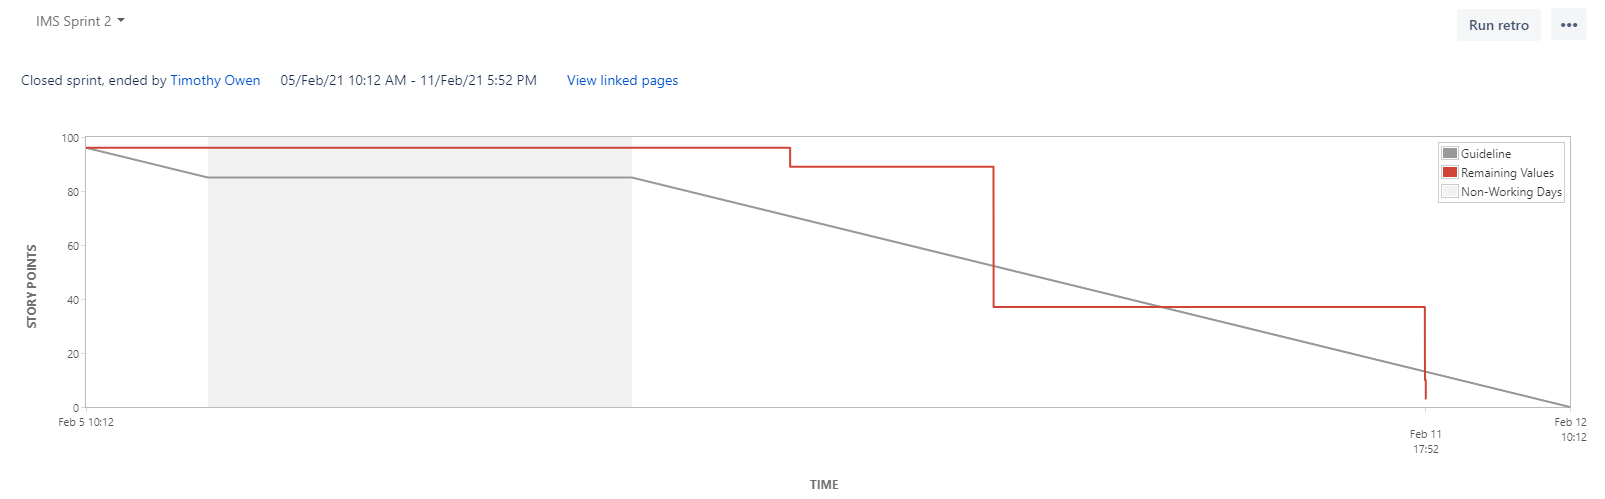 IMS Sprint 2
Run retro
Closed sprint, ended by Timothy Owen 05/Feb/21 10:12 AM - 11/Feb/21 5:52 PM View linked pages
100
80
60
40
20
0
STORY POINTS
Guideline
Remaining Values
Non-Working Days
Feb 5 10:12
Feb 11
17:52
Feb 12
10:12
TIME